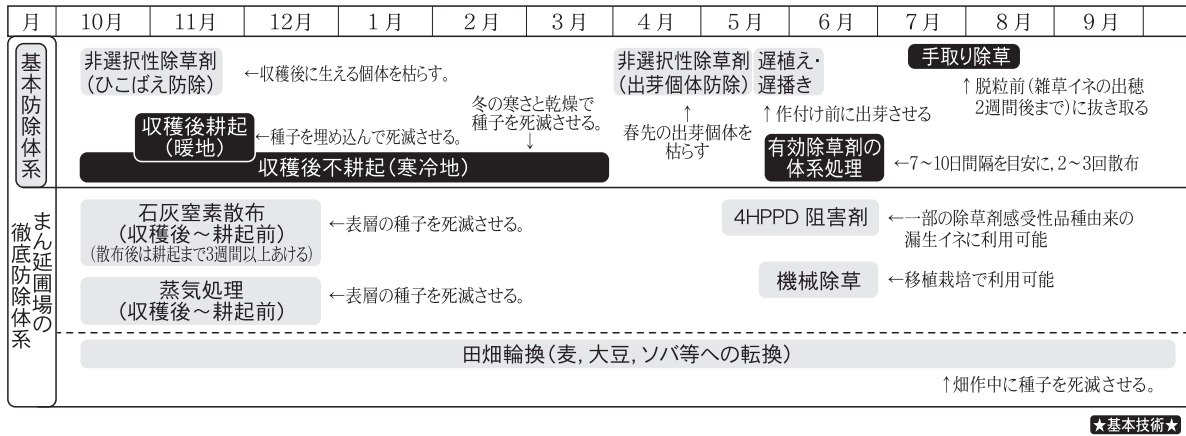 月 10月 11月 12月 1月 2月 3月 4月 5月 6月 7月 8月 9月
基本防除体系
非選択性除草剤
(ひこばえ防除)
←収穫後に生える個体を枯らす。
収穫後耕起
(暖地)
←種子を埋め込んで死滅させる。
冬の寒さと乾燥で
種子を死滅させる。
↓
収穫後不耕起(寒冷地)
非選択性除草剤
(出芽個体防除)
↑
春先の出芽個体を
枯らす
遅植え・
遅播き
↑作付け前に出芽させる
有効除草剤の
体系処理
←7～10日間隔を目安に,2～3回散布
手取り除草
↑脱粒前(雑草イネの出穂
2週間後まで)に抜き取る
まん延圃場の
徹底防除体系
石灰窒素散布
(収穫後～耕起前)
(散布後は耕起まで3週間以上あける)
←表層の種子を死滅させる。
4HPPD 阻害剤
←一部の除草剤感受性品種由来の
漏生イネに利用可能
蒸気処理
(収穫後～耕起前)
←表層の種子を死滅させる。
機械除草
←移植栽培で利用可能
田畑輪換(麦,大豆,ソバ等への転換)
↑畑作中に種子を死滅させる。
★基本技術★